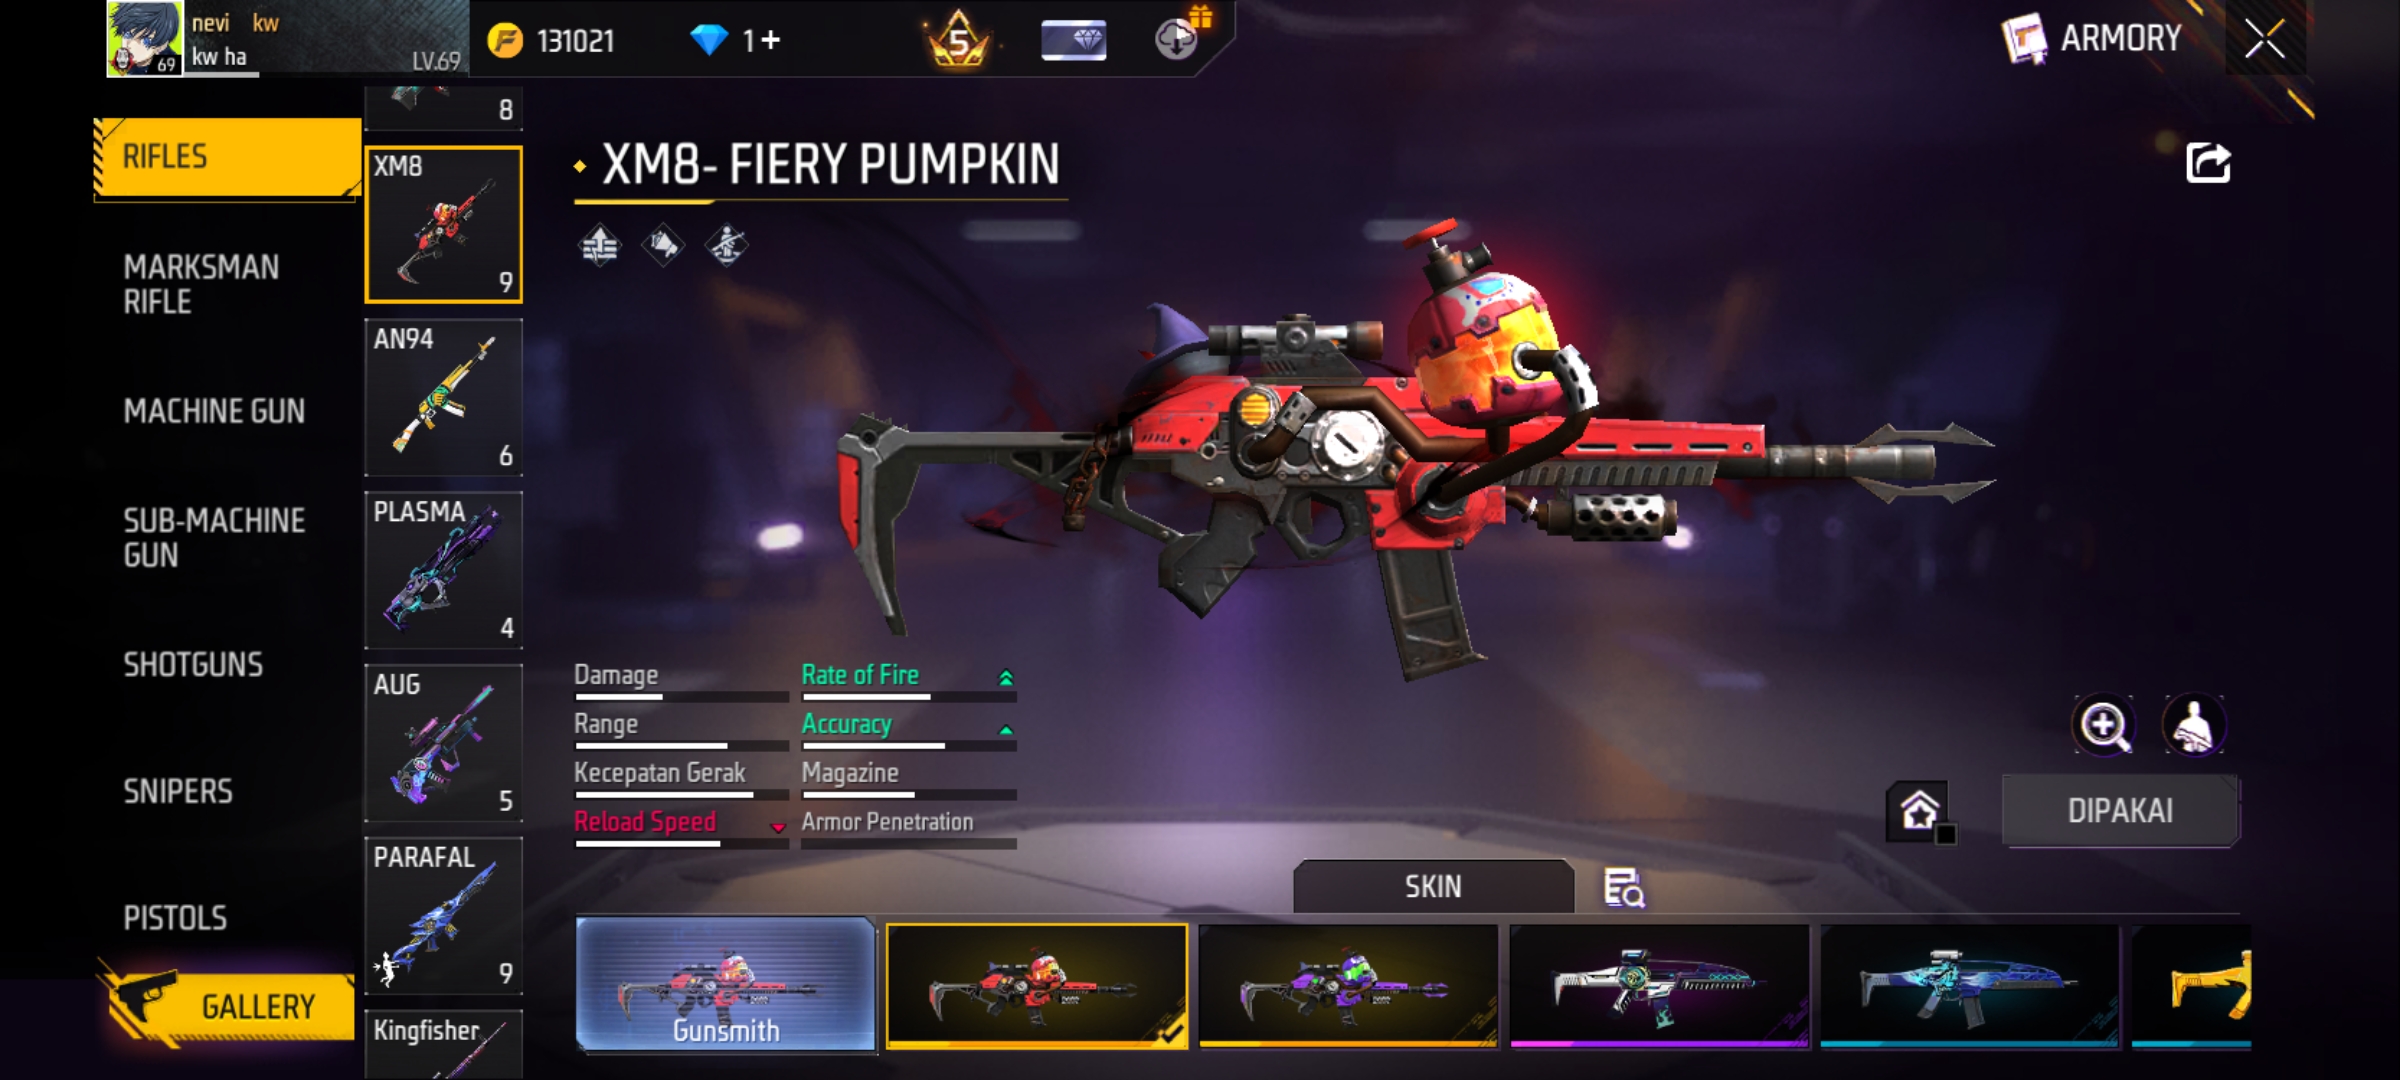 nevi kw
kw ha
69
LV.69
131021
1+
5
ARMORY
RIFLES
MARKSMAN
RIFLE
MACHINE GUN
SUB-MACHINE
GUN
SHOTGUNS
SNIPERS
PISTOLS
GALLERY
8
XM8
9
AN94
6
PLASMA
4
AUG
5
PARAFAL
9
Kingfisher
XM8- FIERY PUMPKIN
Damage
Rate of Fire
Range
Accuracy
Kecepatan Gerak
Magazine
Reload Speed
Armor Penetration
DIPAKAI
SKIN
Gunsmith